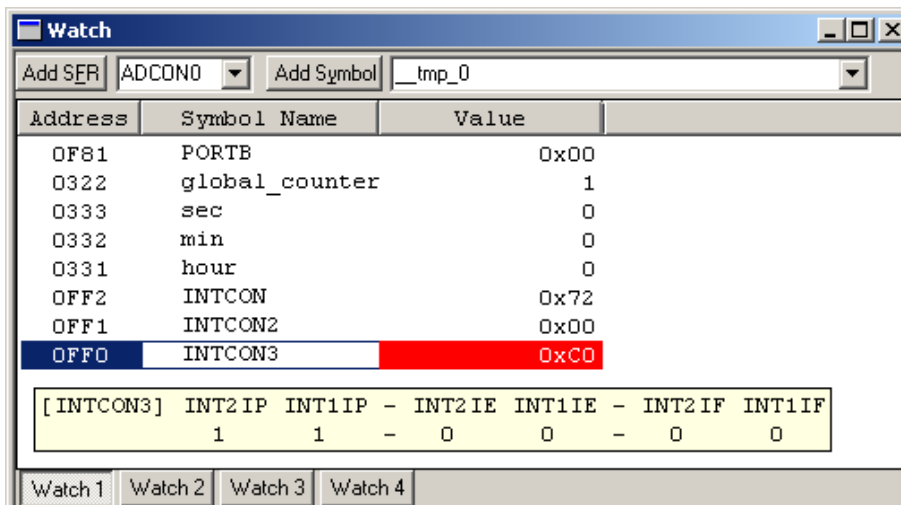 Watch
Add SFR ADCON0 Add Symbol __tmp_0
Address Symbol Name Value
0F81 PORTB 0x00
0322 global_counter 1
0333 sec 0
0332 min 0
0331 hour 0
0FF2 INTCON 0x72
0FF1 INTCON2 0x00
0FF0 INTCON3 0xC0
[INTCON3] INT2IP INT1IP - INT2IE INT1IE - INT2IF INT1IF
1 1 - 0 0 - 0 0
Watch 1 Watch 2 Watch 3 Watch 4